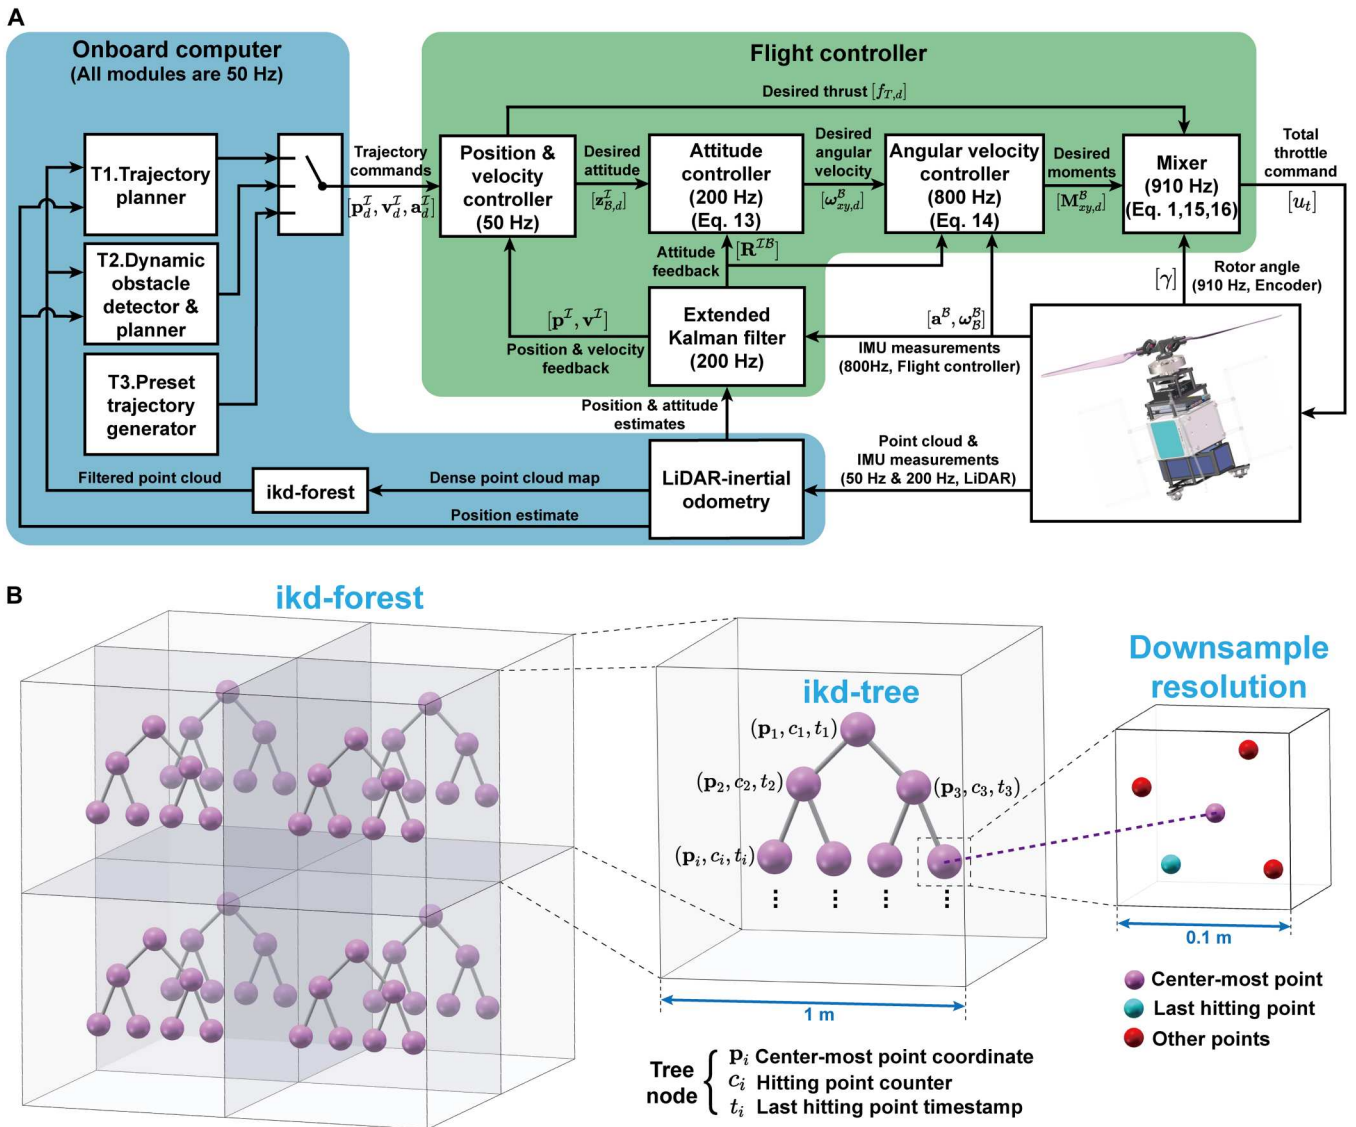 A
Onboard computer
(All modules are 50 Hz)
Flight controller
Desired thrust [f_{T,d}]
T1.Trajectory
planner
T2.Dynamic
obstacle
detector &
planner
T3.Preset
trajectory
generator
Trajectory
commands
[𝐩_d^ℐ, 𝐯_d^ℐ, 𝐚_d^ℐ]
Position &
velocity
controller
(50 Hz)
Desired
attitude
[𝐳_{ℬ,d}^ℐ]
Attitude
controller
(200 Hz)
(Eq. 13)
Desired
angular
velocity
[𝝎_{xy,d}^ℬ]
Angular velocity
controller
(800 Hz)
(Eq. 14)
Desired
moments
[𝐌_{xy,d}^ℬ]
Mixer
(910 Hz)
(Eq. 1,15,16)
Total
throttle
command
[u_t]
Attitude
feedback
[𝐑^{ℐℬ}]
[γ]
Rotor angle
(910 Hz, Encoder)
[𝐩^ℐ, 𝐯^ℐ]
Position & velocity
feedback
Extended
Kalman filter
(200 Hz)
[𝐚^ℬ, 𝝎_ℬ^ℬ]
IMU measurements
(800Hz, Flight controller)
Position & attitude
estimates
Filtered point cloud
ikd-forest
Dense point cloud map
LiDAR-inertial
odometry
Point cloud &
IMU measurements
(50 Hz & 200 Hz, LiDAR)
Position estimate
B
ikd-forest
ikd-tree
Downsample
resolution
(𝐩_1, c_1, t_1)
(𝐩_2, c_2, t_2)
(𝐩_3, c_3, t_3)
(𝐩_i, c_i, t_i)
⋮ ⋮ ⋮ ⋮
1 m
0.1 m
Center-most point
Last hitting point
Other points
Tree
node
𝐩_i Center-most point coordinate
c_i Hitting point counter
t_i Last hitting point timestamp